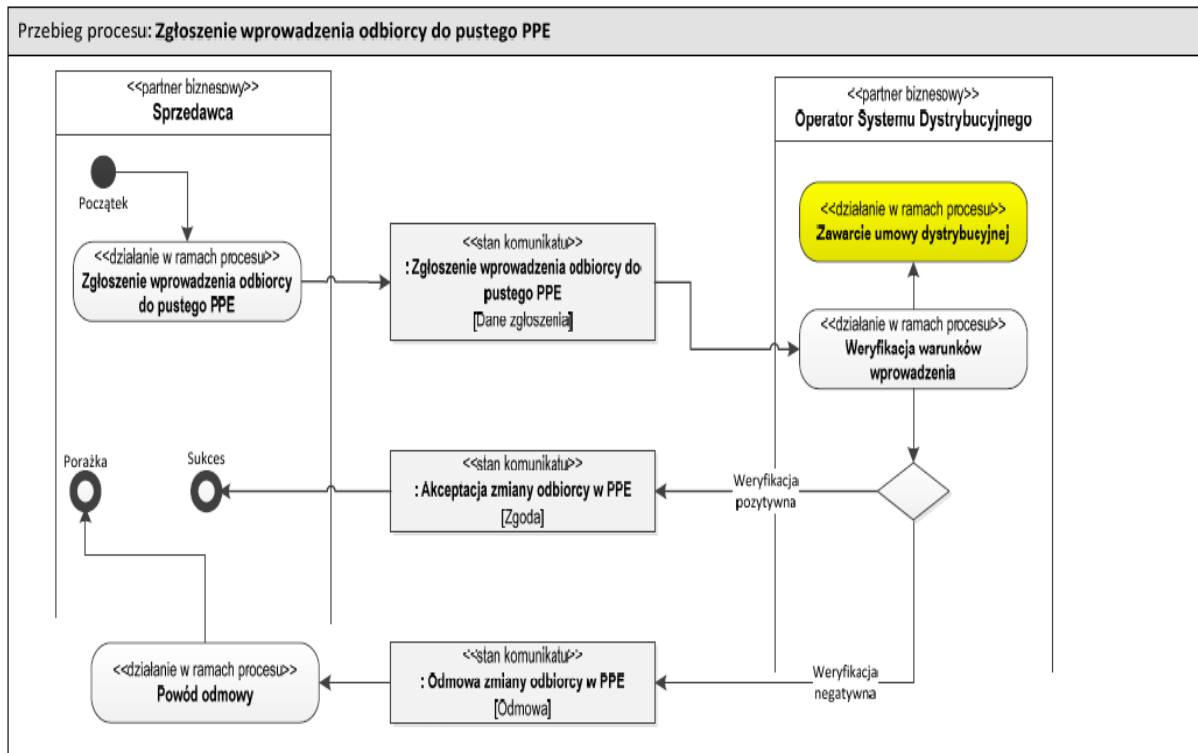 Przebieg procesu: Zgłoszenie wprowadzenia odbiorcy do pustego PPE
<<partner biznesowy>>
Sprzedawca
<<partner biznesowy>>
Operator Systemu Dystrybucyjnego
Początek
<<działanie w ramach procesu>>
Zgłoszenie wprowadzenia odbiorcy
do pustego PPE
<<stan komunikatu>>
: Zgłoszenie wprowadzenia odbiorcy do
pustego PPE
[Dane zgłoszenia]
<<działanie w ramach procesu>>
Zawarcie umowy dystrybucyjnej
<<działanie w ramach procesu>>
Weryfikacja warunków
wprowadzenia
Porażka
Sukces
<<stan komunikatu>>
: Akceptacja zmiany odbiorcy w PPE
[Zgoda]
Weryfikacja
pozytywna
<<działanie w ramach procesu>>
Powód odmowy
<<stan komunikatu>>
: Odmowa zmiany odbiorcy w PPE
[Odmowa]
Weryfikacja
negatywna